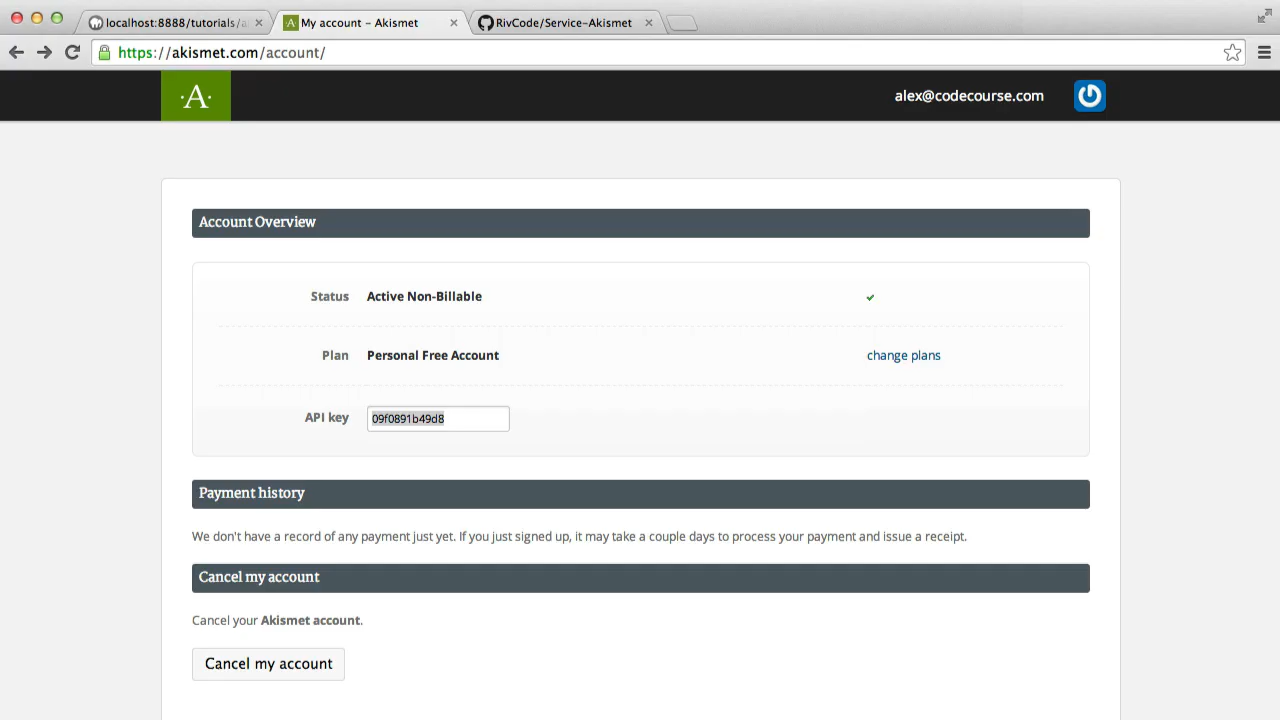 localhost:8888/tutorials/a
My account – Akismet
RivCode/Service-Akismet
https://akismet.com/account/
·A·
alex@codecourse.com
Account Overview
Status Active Non-Billable
Plan Personal Free Account change plans
API key 09f0891b49d8
Payment history
We don't have a record of any payment just yet. If you just signed up, it may take a couple days to process your payment and issue a receipt.
Cancel my account
Cancel your Akismet account.
Cancel my account